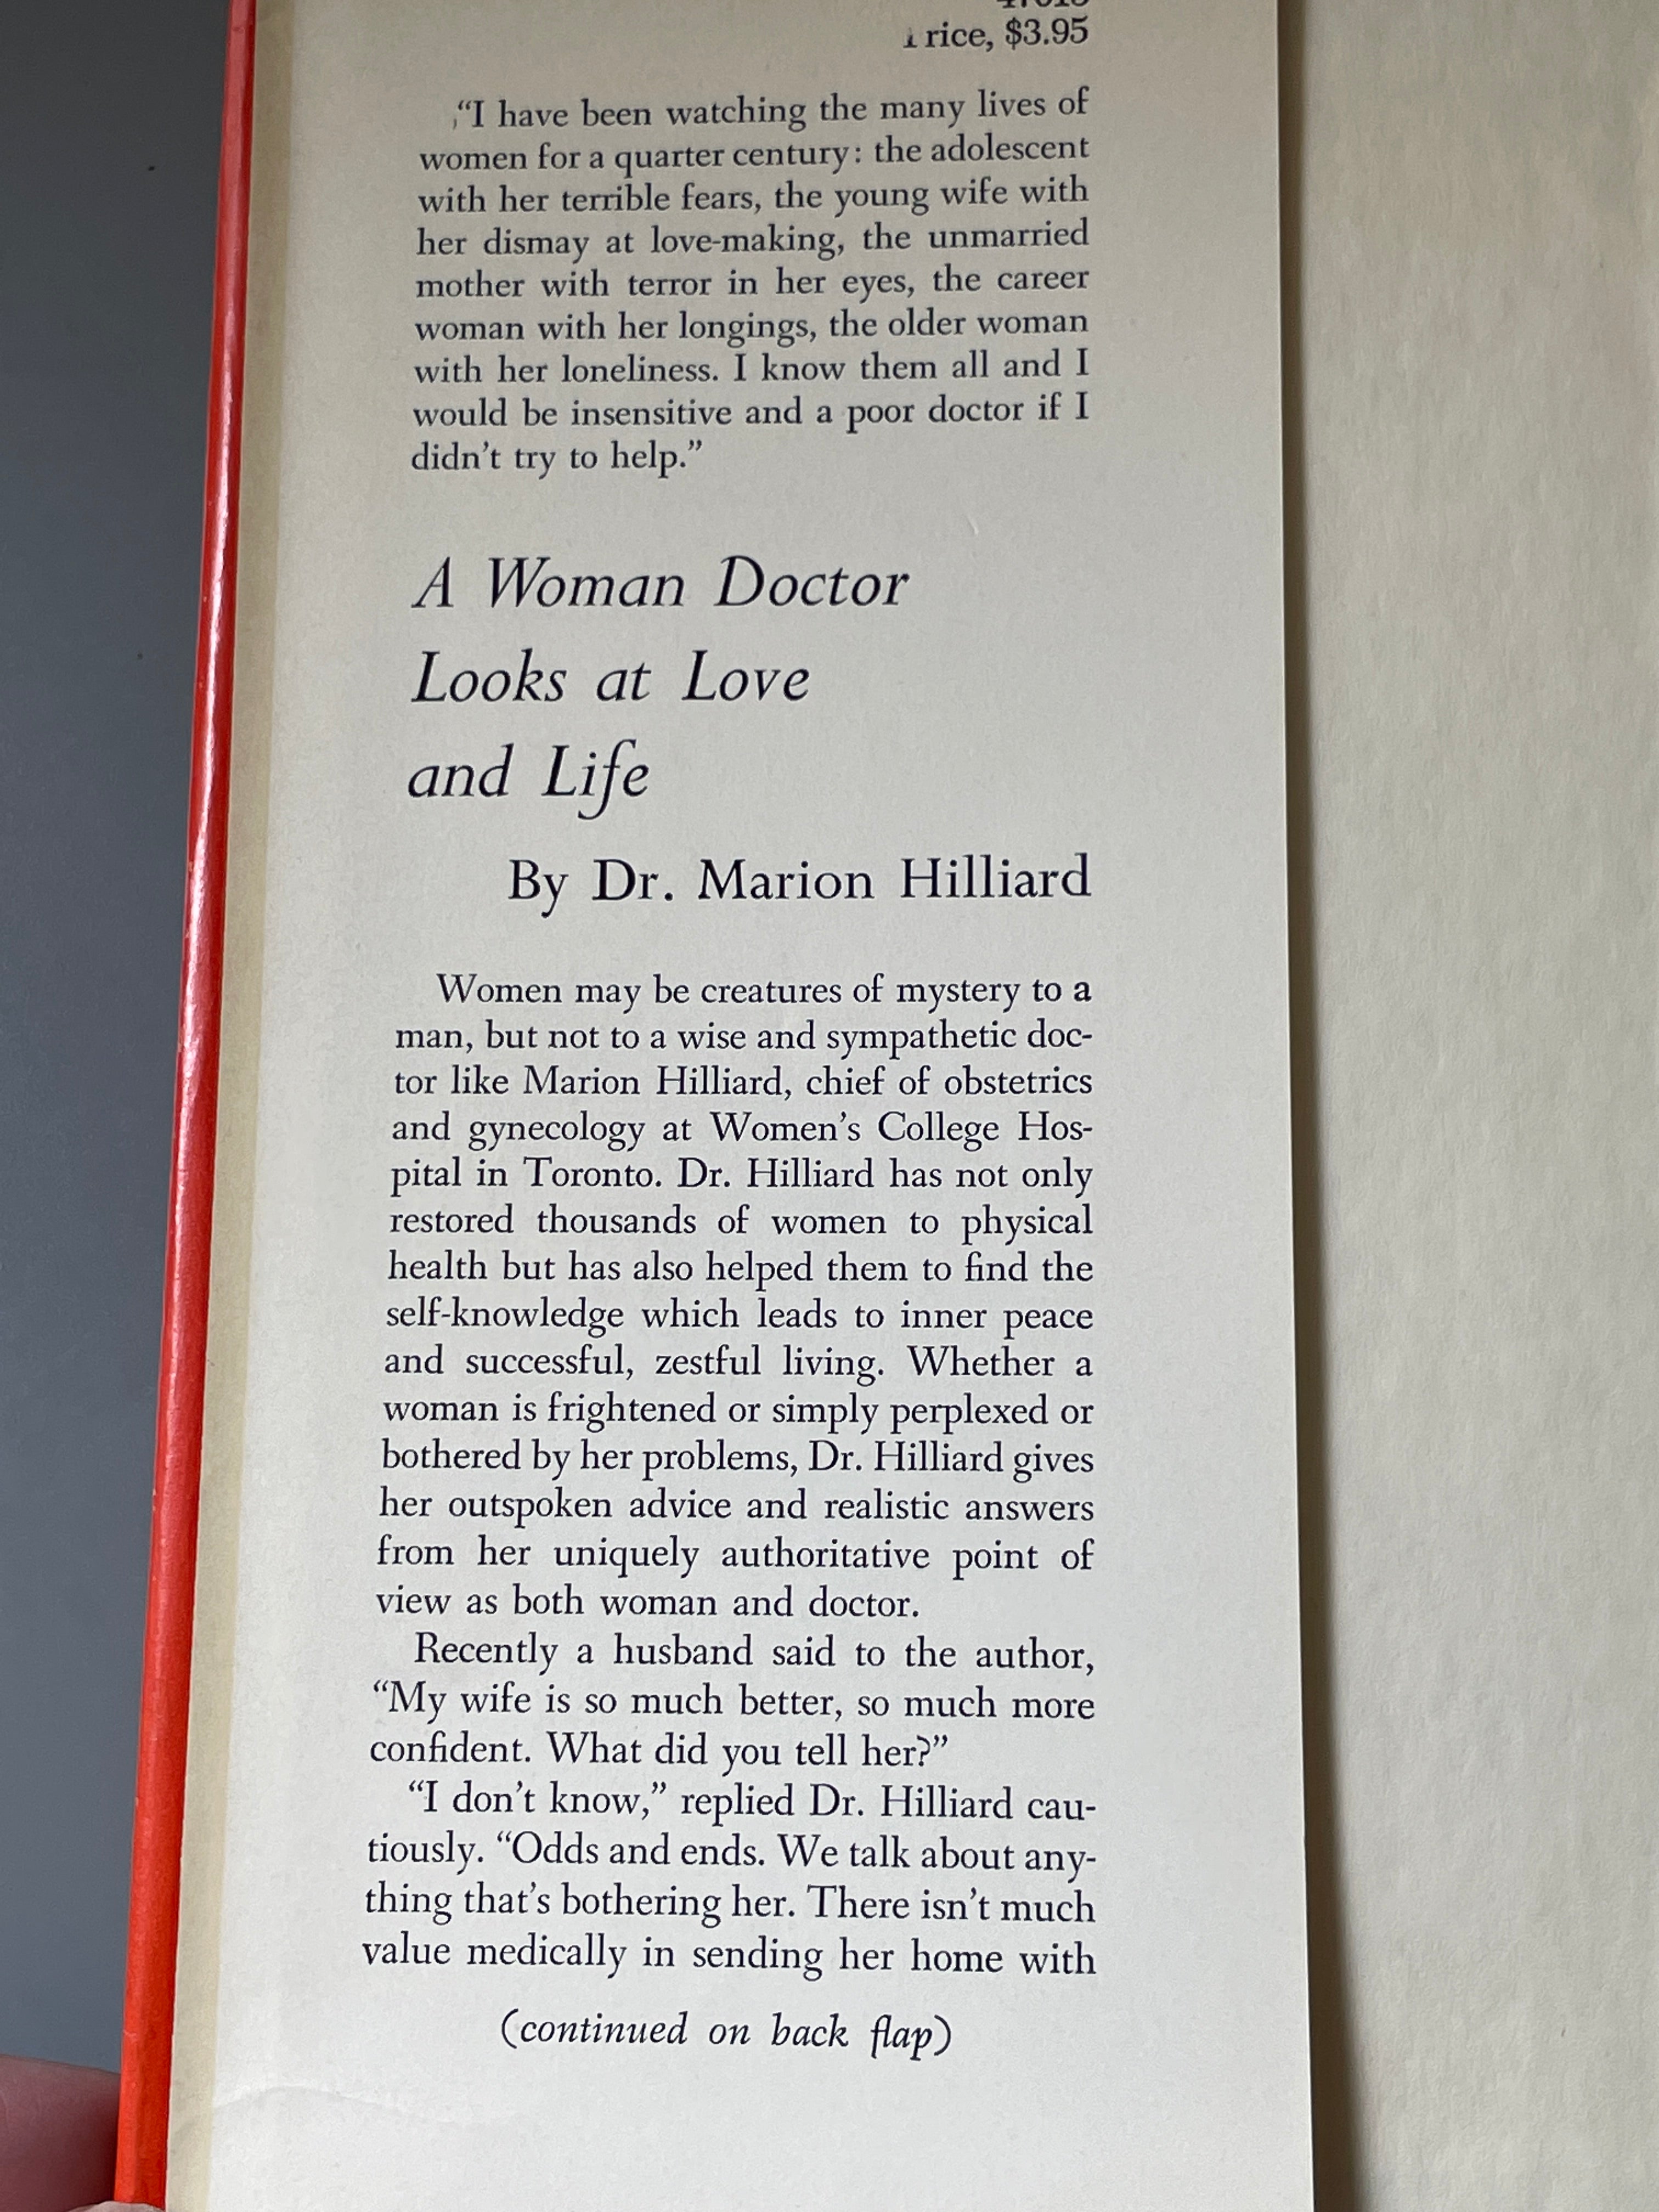 rice, $3.95
“I have been watching the many lives of
women for a quarter century: the adolescent
with her terrible fears, the young wife with
her dismay at love-making, the unmarried
mother with terror in her eyes, the career
woman with her longings, the older woman
with her loneliness. I know them all and I
would be insensitive and a poor doctor if I
didn’t try to help.”
A Woman Doctor
Looks at Love
and Life
By Dr. Marion Hilliard
Women may be creatures of mystery to a
man, but not to a wise and sympathetic doc-
tor like Marion Hilliard, chief of obstetrics
and gynecology at Women’s College Hos-
pital in Toronto. Dr. Hilliard has not only
restored thousands of women to physical
health but has also helped them to find the
self-knowledge which leads to inner peace
and successful, zestful living. Whether a
woman is frightened or simply perplexed or
bothered by her problems, Dr. Hilliard gives
her outspoken advice and realistic answers
from her uniquely authoritative point of
view as both woman and doctor.
Recently a husband said to the author,
“My wife is so much better, so much more
confident. What did you tell her?”
“I don’t know,” replied Dr. Hilliard cau-
tiously. “Odds and ends. We talk about any-
thing that’s bothering her. There isn’t much
value medically in sending her home with
(continued on back flap)